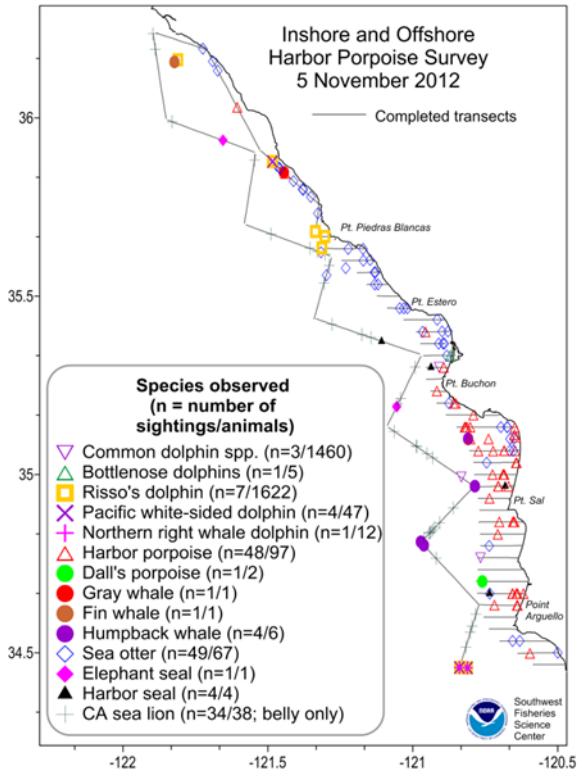 Inshore and Offshore
Harbor Porpoise Survey
5 November 2012
Completed transects
36
Pt. Piedras Blancas
35.5
Pt. Estero
Pt. Buchon
Species observed
(n = number of
sightings/animals)
Common dolphin spp. (n=3/1460)
Bottlenose dolphins (n=1/5)
Risso's dolphin (n=7/1622)
Pacific white-sided dolphin (n=4/47)
Northern right whale dolphin (n=1/12)
Harbor porpoise (n=48/97)
Dall's porpoise (n=1/2)
Gray whale (n=1/1)
Fin whale (n=1/1)
Humpback whale (n=4/6)
Sea otter (n=49/67)
Elephant seal (n=1/1)
Harbor seal (n=4/4)
CA sea lion (n=34/38; belly only)
35
Pt. Sal
Point
Arguello
34.5
NOAA
Southwest
Fisheries
Science
Center
-122
-121.5
-121
-120.5